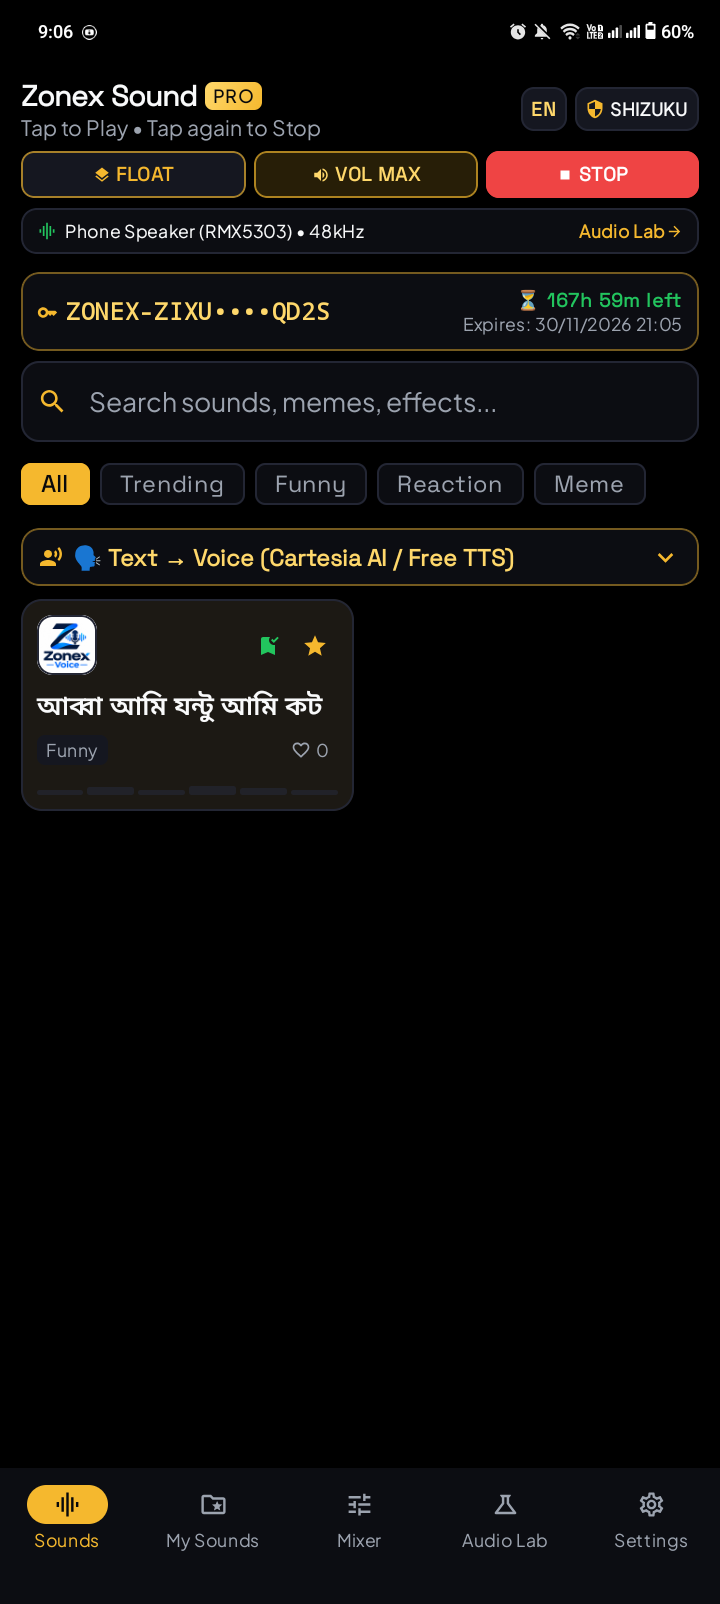 9:06 VoD LTE2 60%
Zonex Sound PRO
Tap to Play • Tap again to Stop
EN SHIZUKU
FLOAT VOL MAX STOP
Phone Speaker (RMX5303) • 48kHz Audio Lab →
ZONEX-ZIXU••••QD2S
⏳ 167h 59m left
Expires: 30/11/2026 21:05
Search sounds, memes, effects...
All Trending Funny Reaction Meme
🗣️ Text → Voice (Cartesia AI / Free TTS)
Zonex
Voice
আব্বা আমি যন্টু আমি কট
Funny 0
Sounds My Sounds Mixer Audio Lab Settings